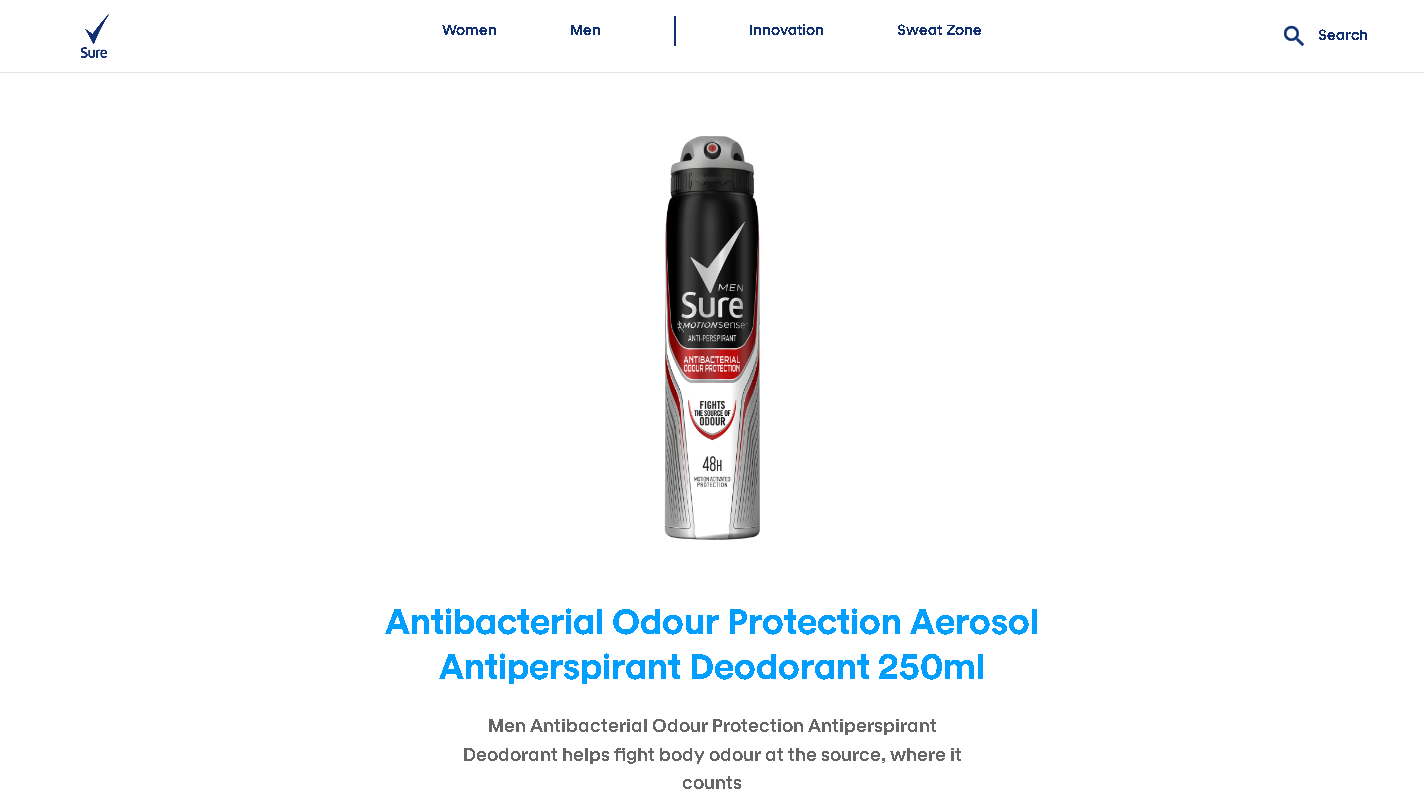 Sure
Women
Men
Innovation
Sweat Zone
Search
MEN
Sure
MOTIONsense
ANTI-PERSPIRANT
ANTIBACTERIAL
ODOUR PROTECTION
FIGHTS
THE SOURCE OF
ODOUR
48H
MOTION ACTIVATED
PROTECTION
Antibacterial Odour Protection Aerosol
Antiperspirant Deodorant 250ml
Men Antibacterial Odour Protection Antiperspirant
Deodorant helps fight body odour at the source, where it
counts